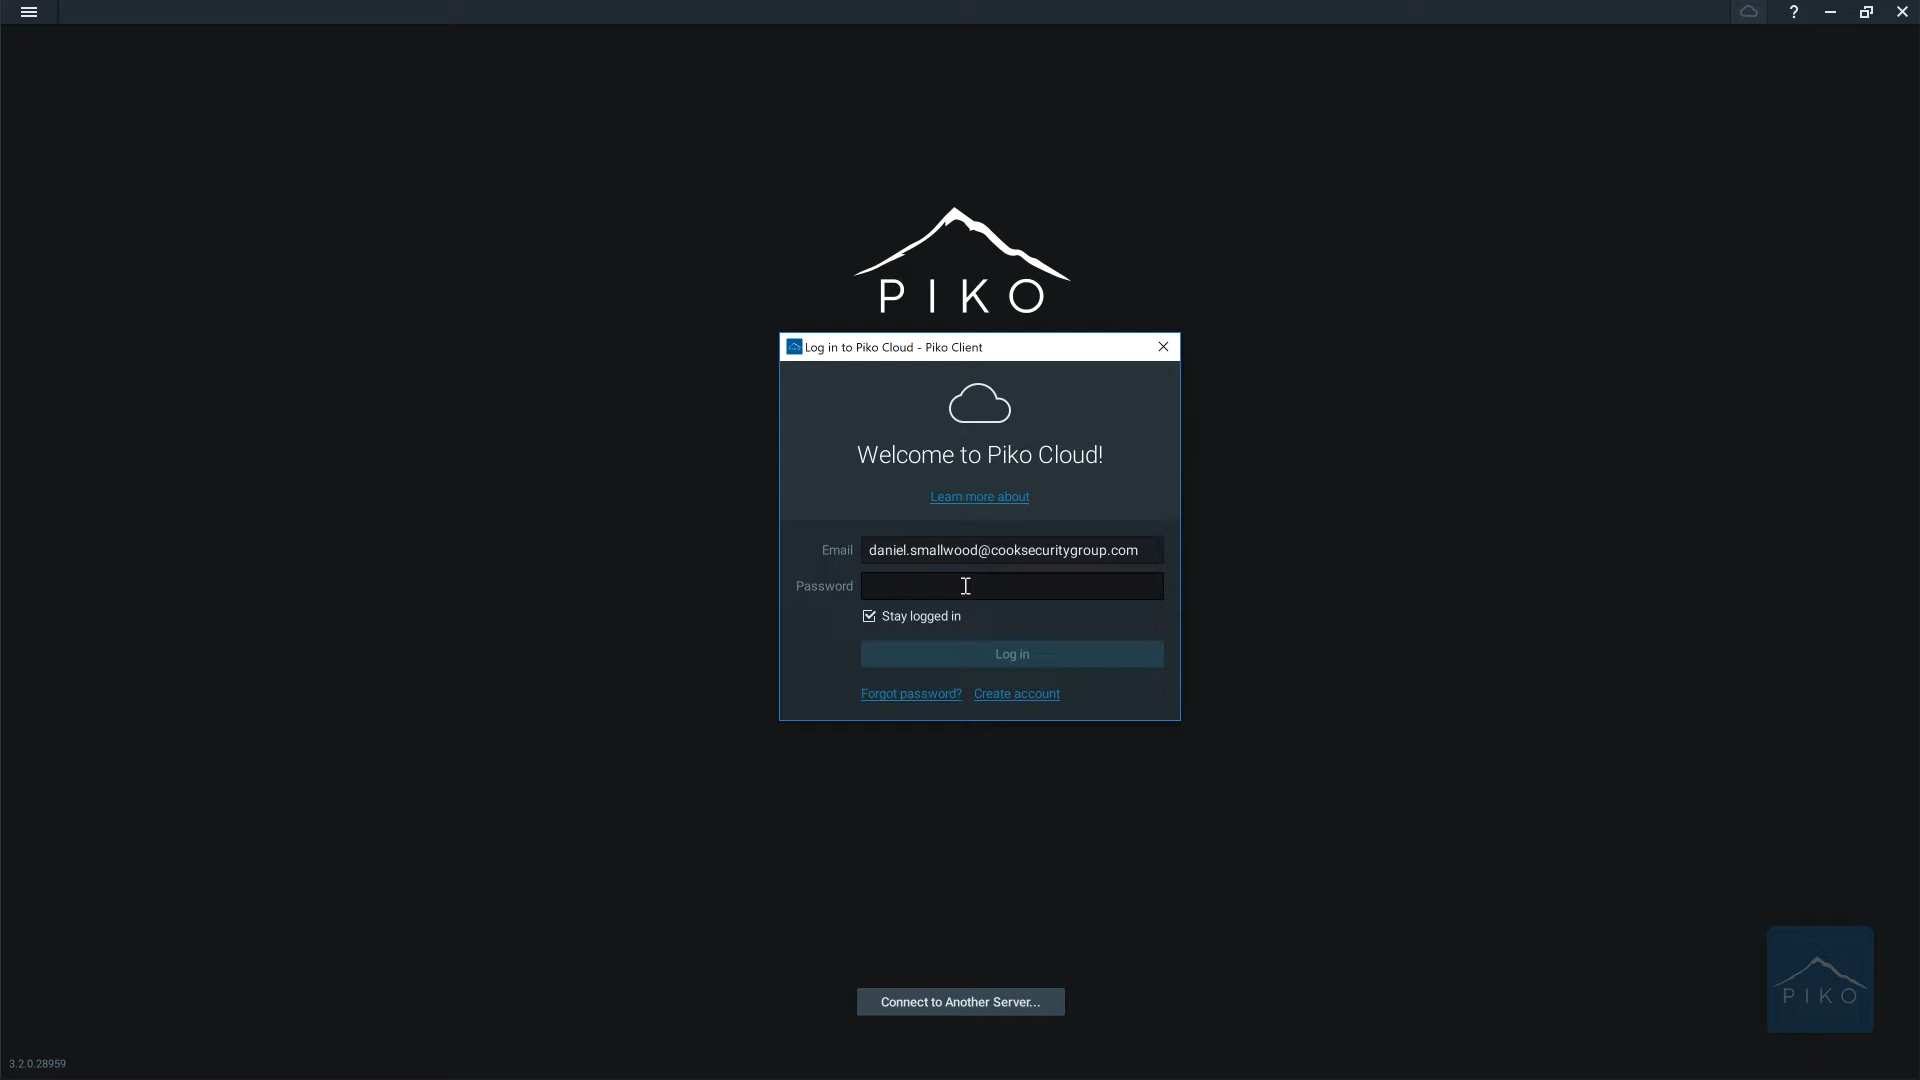 ?
PIKO
Log in to Piko Cloud - Piko Client
Welcome to Piko Cloud!
Learn more about
Email daniel.smallwood@cooksecuritygroup.com
Password
Stay logged in
Log in
Forgot password? Create account
Connect to Another Server...
PIKO
3.2.0.28959